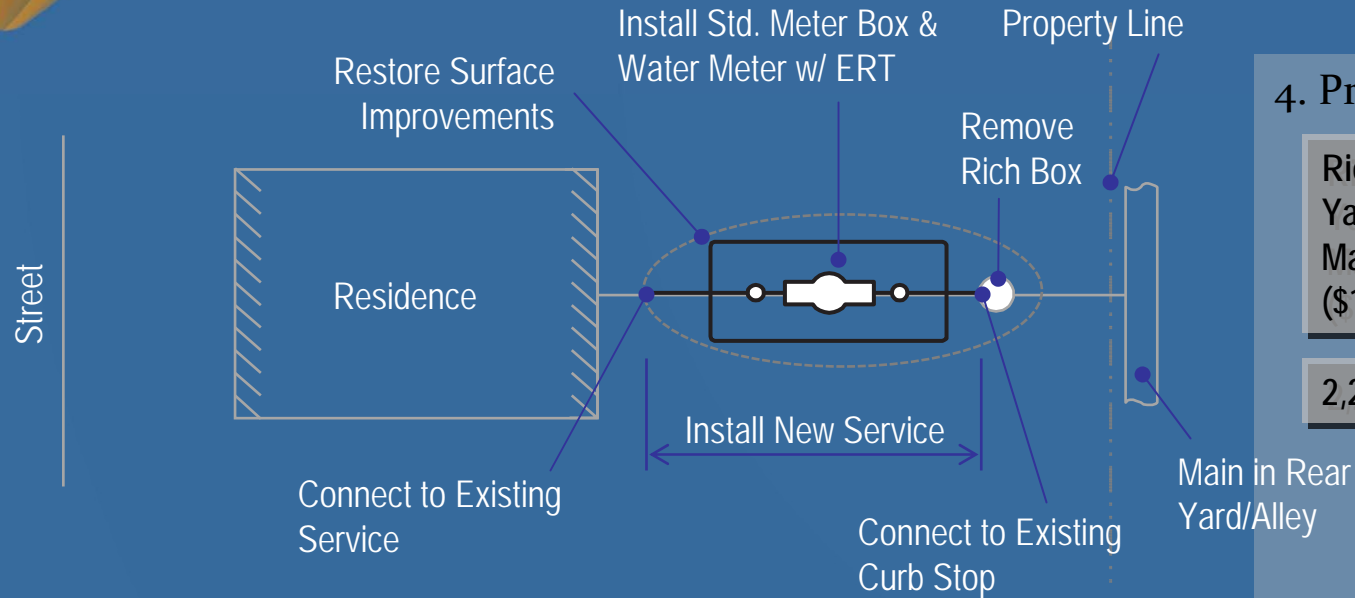 Install Std. Meter Box &
Water Meter w/ ERT
Property Line
Restore Surface
Improvements
Remove
Rich Box
Street
Residence
Install New Service
Connect to Existing
Service
Connect to Existing
Curb Stop
Main in Rear
Yard/Alley
4.